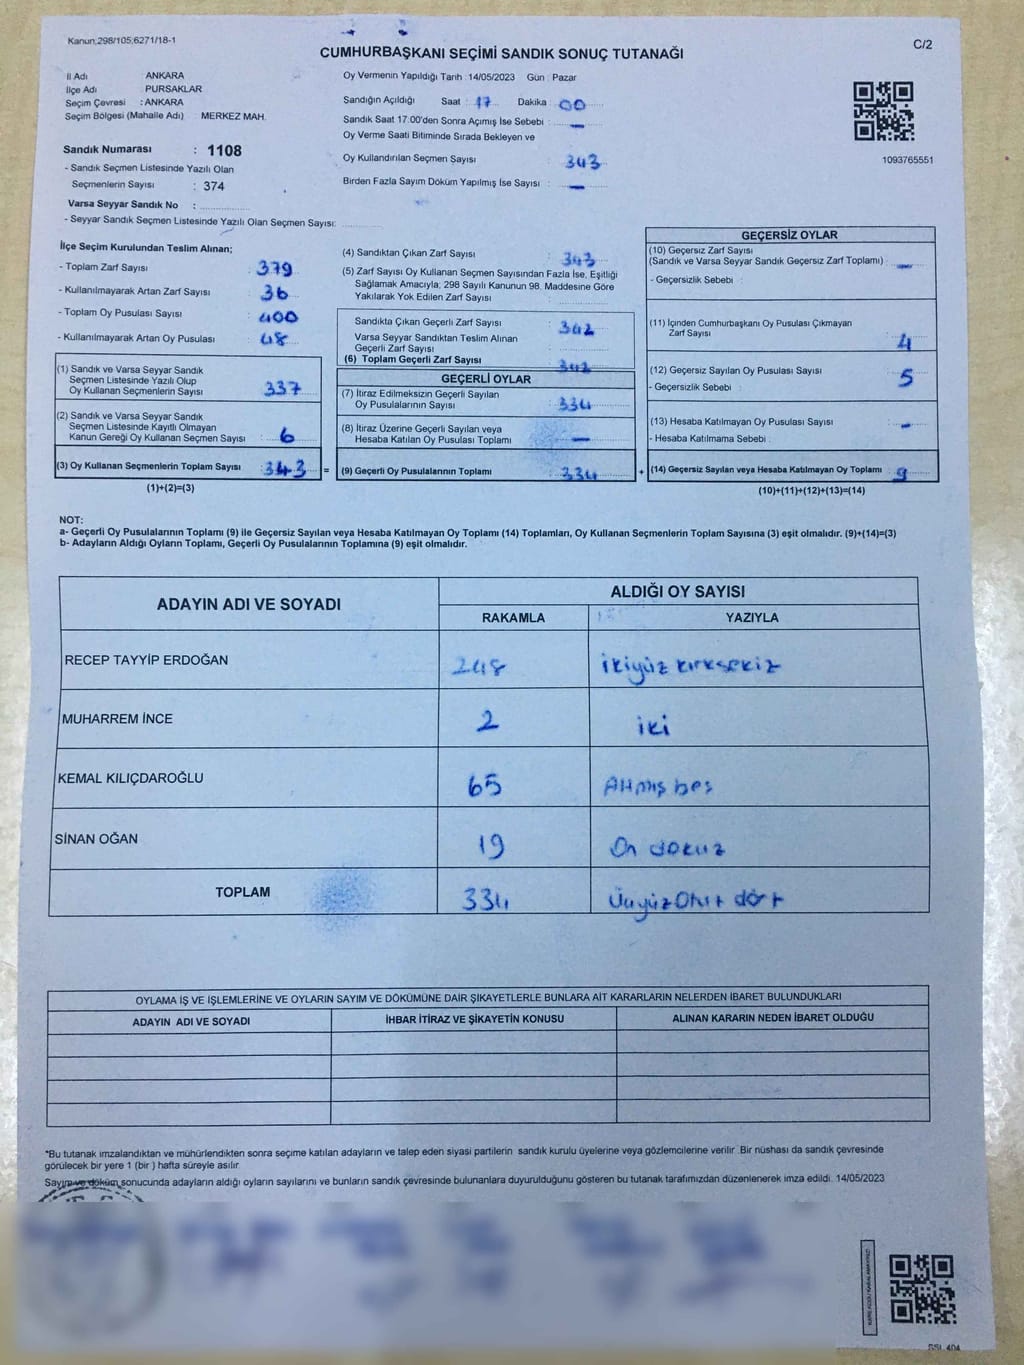 Kanun;298/105;6271/18-1
C/2
CUMHURBAŞKANI SEÇİMİ SANDIK SONUÇ TUTANAĞI
İl Adı : ANKARA
İlçe Adı : PURSAKLAR
Seçim Çevresi : ANKARA
Seçim Bölgesi (Mahalle Adı) MERKEZ MAH.
Sandık Numarası : 1108
- Sandık Seçmen Listesinde Yazılı Olan
Seçmenlerin Sayısı : 374
Varsa Seyyar Sandık No :
- Seyyar Sandık Seçmen Listesinde Yazılı Olan Seçmen Sayısı:
Oy Vermenin Yapıldığı Tarih : 14/05/2023 Gün : Pazar
Sandığın Açıldığı Saat : 17 Dakika : 00
Sandık Saat 17:00'den Sonra Açımış İse Sebebi : —
Oy Verme Saati Bitiminde Sırada Bekleyen ve
Oy Kullandırılan Seçmen Sayısı : 343
Birden Fazla Sayım Döküm Yapılmış İse Sayısı : —
1093765551
İlçe Seçim Kurulundan Teslim Alınan;
- Toplam Zarf Sayısı : 379
- Kullanılmayarak Artan Zarf Sayısı : 36
- Toplam Oy Pusulası Sayısı : 400
- Kullanılmayarak Artan Oy Pusulası : 48
(1) Sandık ve Varsa Seyyar Sandık
Seçmen Listesinde Yazılı Olup
Oy Kullanan Seçmenlerin Sayısı : 337
(2) Sandık ve Varsa Seyyar Sandık
Seçmen Listesinde Kayıtlı Olmayan
Kanun Gereği Oy Kullanan Seçmen Sayısı : 6
(3) Oy Kullanan Seçmenlerin Toplam Sayısı : 343 =
(1)+(2)=(3)
(4) Sandıktan Çıkan Zarf Sayısı : 343
(5) Zarf Sayısı Oy Kullanan Seçmen Sayısından Fazla İse, Eşitliği
Sağlamak Amacıyla; 298 Sayılı Kanunun 98. Maddesine Göre
Yakılarak Yok Edilen Zarf Sayısı :
Sandıkta Çıkan Geçerli Zarf Sayısı : 342
Varsa Seyyar Sandıktan Teslim Alınan
Geçerli Zarf Sayısı :
(6) Toplam Geçerli Zarf Sayısı : 342
GEÇERLİ OYLAR
(7) İtiraz Edilmeksizin Geçerli Sayılan
Oy Pusulalarının Sayısı : 334
(8) İtiraz Üzerine Geçerli Sayılan veya
Hesaba Katılan Oy Pusulası Toplamı : —
(9) Geçerli Oy Pusulalarının Toplamı : 334 +
GEÇERSİZ OYLAR
(10) Geçersiz Zarf Sayısı
(Sandık ve Varsa Seyyar Sandık Geçersiz Zarf Toplamı) : —
- Geçersizlik Sebebi :
(11) İçinden Cumhurbaşkanı Oy Pusulası Çıkmayan
Zarf Sayısı : 4
(12) Geçersiz Sayılan Oy Pusulası Sayısı : 5
- Geçersizlik Sebebi :
(13) Hesaba Katılmayan Oy Pusulası Sayısı : —
- Hesaba Katılmama Sebebi :
(14) Geçersiz Sayılan veya Hesaba Katılmayan Oy Toplamı : 9
(10)+(11)+(12)+(13)=(14)
NOT:
a- Geçerli Oy Pusulalarının Toplamı (9) ile Geçersiz Sayılan veya Hesaba Katılmayan Oy Toplamı (14) Toplamları, Oy Kullanan Seçmenlerin Toplam Sayısına (3) eşit olmalıdır. (9)+(14)=(3)
b- Adayların Aldığı Oyların Toplamı, Geçerli Oy Pusulalarının Toplamına (9) eşit olmalıdır.
ADAYIN ADI VE SOYADI ALDIĞI OY SAYISI
RAKAMLA YAZIYLA
RECEP TAYYİP ERDOĞAN 248 ikiyüz kırksekiz
MUHARREM İNCE 2 iki
KEMAL KILIÇDAROĞLU 65 Altmış beş
SİNAN OĞAN 19 On dokuz
TOPLAM 334 Üçyüz Otuz dört
OYLAMA İŞ VE İŞLEMLERİNE VE OYLARIN SAYIM VE DÖKÜMÜNE DAİR ŞİKAYETLERLE BUNLARA AİT KARARLARIN NELERDEN İBARET BULUNDUKLARI
ADAYIN ADI VE SOYADI İHBAR İTİRAZ VE ŞİKAYETİN KONUSU ALINAN KARARIN NEDEN İBARET OLDUĞU
*Bu tutanak imzalandıktan ve mühürlendikten sonra seçime katılan adayların ve talep eden siyasi partilerin sandık kurulu üyelerine veya gözlemcilerine verilir. Bir nüshası da sandık çevresinde
görülecek bir yere 1 (bir ) hafta süreyle asılır.
Sayım ve döküm sonucunda adayların aldığı oyların sayılarını ve bunların sandık çevresinde bulunanlara duyurulduğunu gösteren bu tutanak tarafımızdan düzenlenerek imza edildi. 14/05/2023